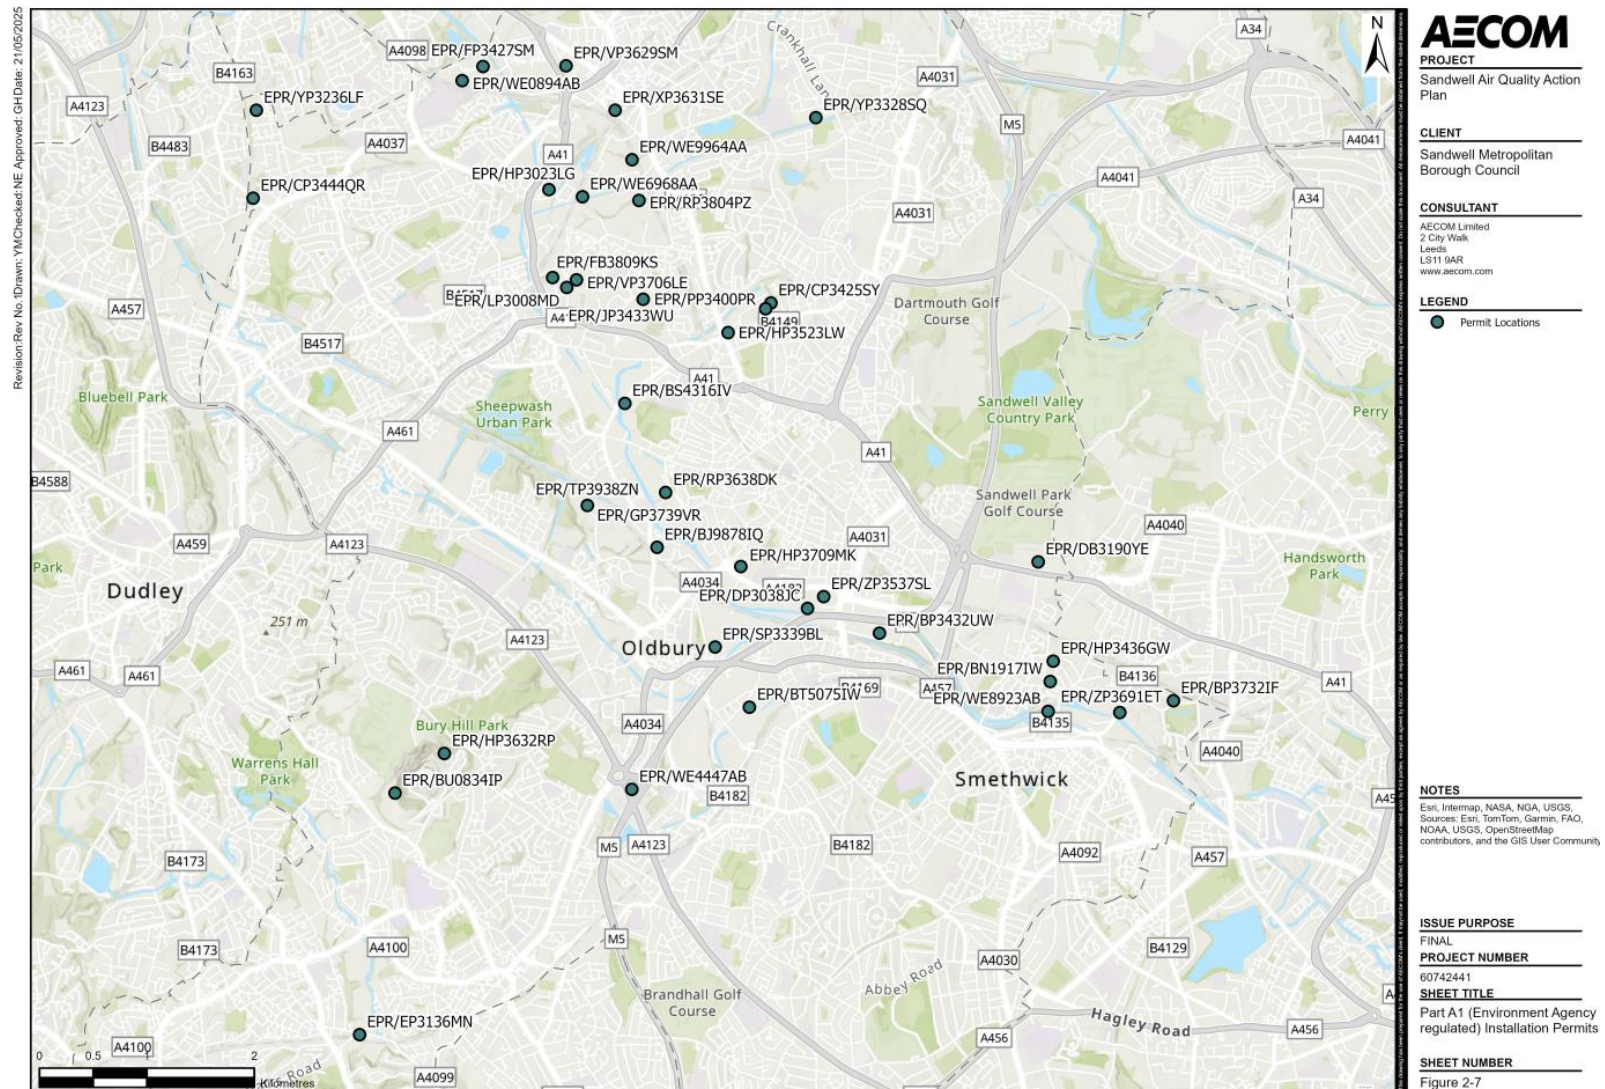 Revision:Rev No.1Drawn: YMChecked: NE Approved: GHDate: 21/05/2025
N
A34
A4098
EPR/FP3427SM
EPR/VP3629SM
Crankhall Lane
B4163
EPR/WE0894AB
A4031
A4123
EPR/YP3236LF
EPR/XP3631SE
EPR/YP3328SQ
M5
B4483
A4037
A41
EPR/WE9964AA
A4041
EPR/HP3023LG
A4041
EPR/CP3444QR
EPR/WE6968AA
EPR/RP3804PZ
A4031
A34
EPR/FB3809KS
EPR/VP3706LE
EPR/LP3008MD
EPR/PP3400PR
EPR/CP3425SY
A457
EPR/JP3433WU
B4149
Dartmouth Golf
Course
B4517
EPR/HP3523LW
A41
EPR/BS4316IV
Bluebell Park
Sheepwash
Urban Park
Sandwell Valley
Country Park
Perry
A461
A41
B4588
EPR/RP3638DK
EPR/TP3938ZN
EPR/GP3739VR
Sandwell Park
Golf Course
A459
A4123
EPR/BJ9878IQ
A4031
A4040
EPR/HP3709MK
EPR/DB3190YE
Handsworth
Park
Park
Dudley
A4034
EPR/ZP3537SL
EPR/DP3038JC
251 m
EPR/BP3432UW
A4123
Oldbury
EPR/SP3339BL
EPR/HP3436GW
A461
A461
EPR/BN1917IW
B4136
A41
EPR/BT5075IW
B4169
A457
EPR/WE8923AB
EPR/ZP3691ET
EPR/BP3732IF
B4135
A4034
Bury Hill Park
EPR/HP3632RP
A4040
Warrens Hall
Park
EPR/BU0834IP
EPR/WE4447AB
B4182
Smethwick
M5
A4123
B4182
A4092
A457
B4173
B4173
A4100
M5
A4030
B4129
Abbey Road
Brandhall Golf
Course
EPR/EP3136MN
Hagley Road
A456
A456
A4100
A4099
Road
0 0.5 1 2
Kilometres
AECOM
PROJECT
Sandwell Air Quality Action
Plan
CLIENT
Sandwell Metropolitan
Borough Council
CONSULTANT
AECOM Limited
2 City Walk
Leeds
LS11 9AR
www.aecom.com
LEGEND
Permit Locations
NOTES
Esri, Intermap, NASA, NGA, USGS,
Sources: Esri, TomTom, Garmin, FAO,
NOAA, USGS, OpenStreetMap
contributors, and the GIS User Community
ISSUE PURPOSE
FINAL
PROJECT NUMBER
60742441
SHEET TITLE
Part A1 (Environment Agency
regulated) Installation Permits
SHEET NUMBER
Figure 2-7